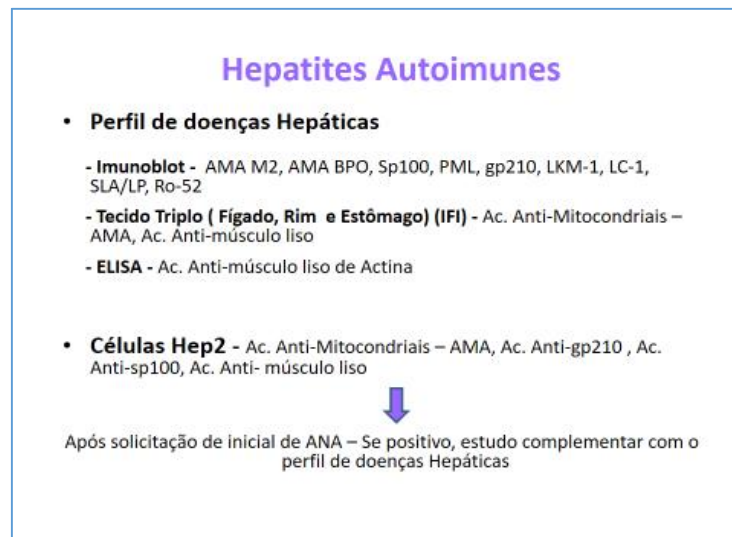 Hepatites Autoimunes
• Perfil de doenças Hepáticas
- Imunoblot - AMA M2, AMA BPO, Sp100, PML, gp210, LKM-1, LC-1,
SLA/LP, Ro-52
- Tecido Triplo ( Fígado, Rim e Estômago) (IFI) - Ac. Anti-Mitocondriais –
AMA, Ac. Anti-músculo liso
- ELISA - Ac. Anti-músculo liso de Actina
• Células Hep2 - Ac. Anti-Mitocondriais – AMA, Ac. Anti-gp210 , Ac.
Anti-sp100, Ac. Anti- músculo liso
Após solicitação de inicial de ANA – Se positivo, estudo complementar com o
perfil de doenças Hepáticas